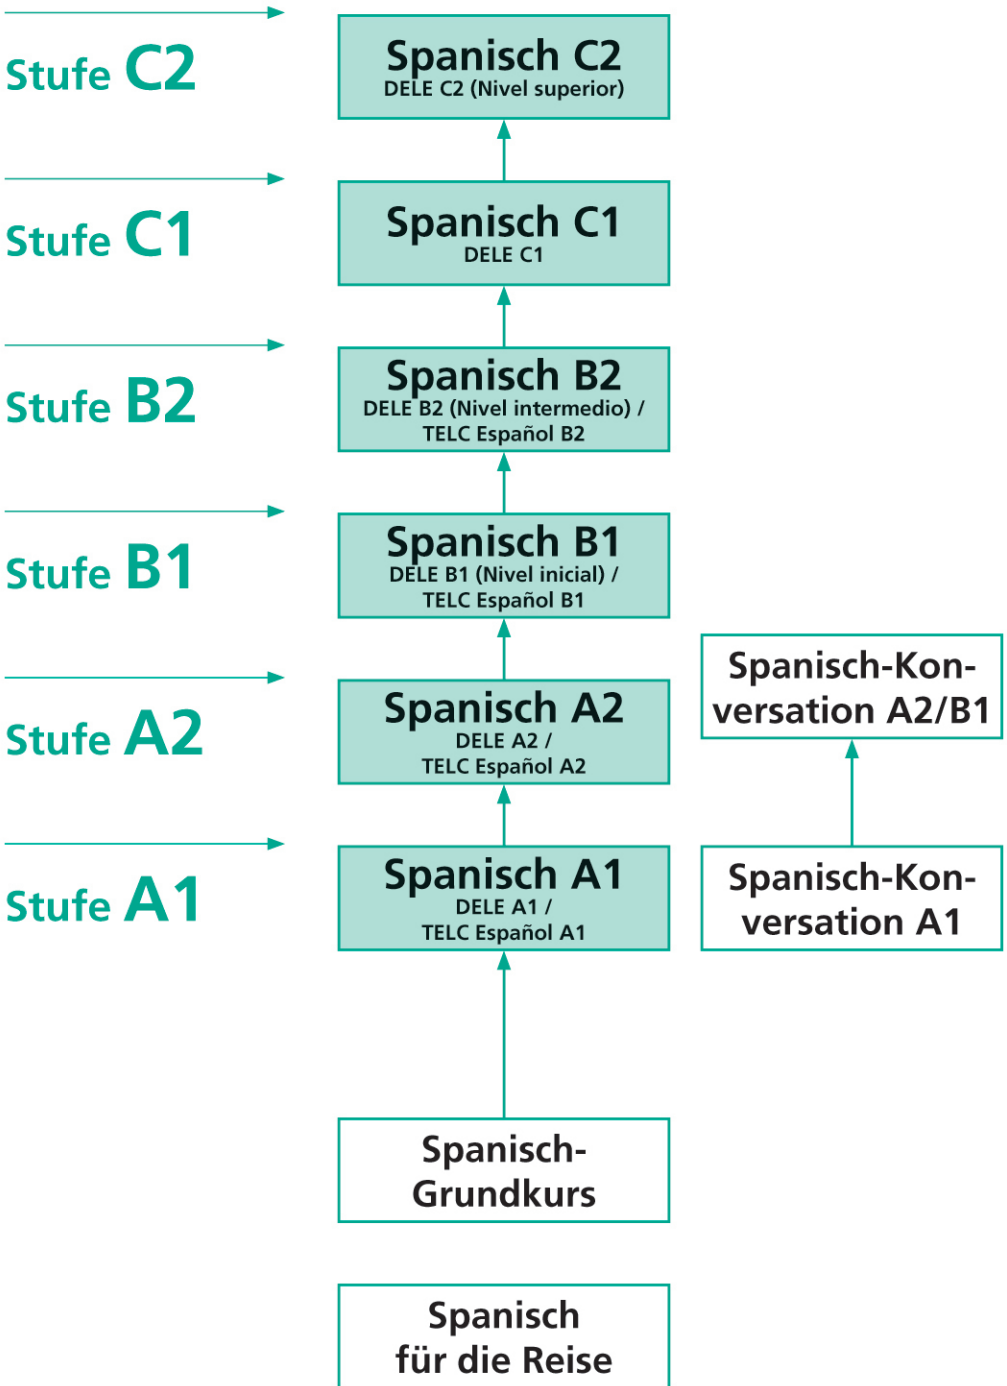 Stufe C2
Spanisch C2
DELE C2 (Nivel superior)
Stufe C1
Spanisch C1
DELE C1
Stufe B2
Spanisch B2
DELE B2 (Nivel intermedio) /
TELC Español B2
Stufe B1
Spanisch B1
DELE B1 (Nivel inicial) /
TELC Español B1
Stufe A2
Spanisch A2
DELE A2 /
TELC Español A2
Spanisch-Kon-
versation A2/B1
Stufe A1
Spanisch A1
DELE A1 /
TELC Español A1
Spanisch-Kon-
versation A1
Spanisch-
Grundkurs
Spanisch
für die Reise